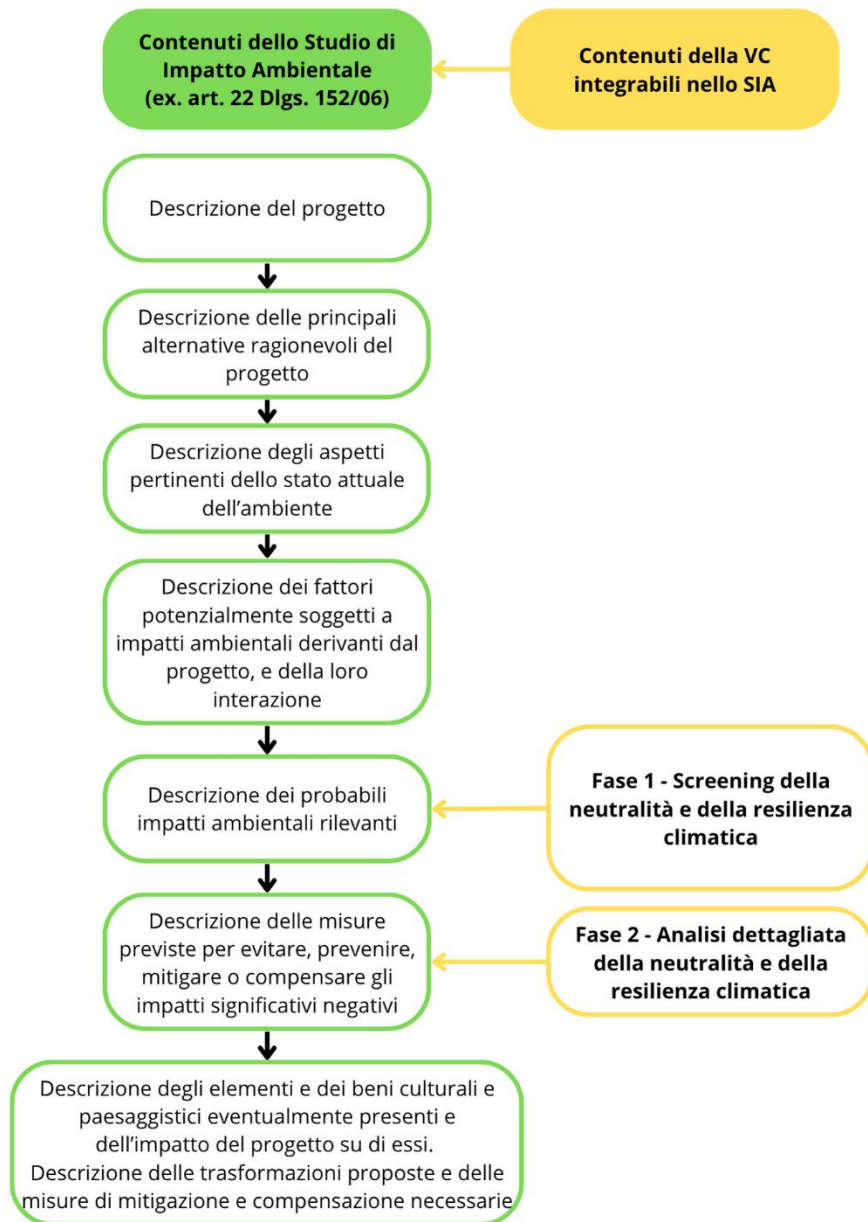 Contenuti dello Studio di
Impatto Ambientale
(ex. art. 22 Dlgs. 152/06)
Contenuti della VC
integrabili nello SIA
Descrizione del progetto
Descrizione delle principali
alternative ragionevoli del
progetto
Descrizione degli aspetti
pertinenti dello stato attuale
dell'ambiente
Descrizione dei fattori
potenzialmente soggetti a
impatti ambientali derivanti dal
progetto, e della loro
interazione
Descrizione dei probabili
impatti ambientali rilevanti
Fase 1 - Screening della
neutralità e della resilienza
climatica
Descrizione delle misure
previste per evitare, prevenire,
mitigare o compensare gli
impatti significativi negativi
Fase 2 - Analisi dettagliata
della neutralità e della
resilienza climatica
Descrizione degli elementi e dei beni culturali e
paesaggistici eventualmente presenti e
dell'impatto del progetto su di essi.
Descrizione delle trasformazioni proposte e delle
misure di mitigazione e compensazione necessarie